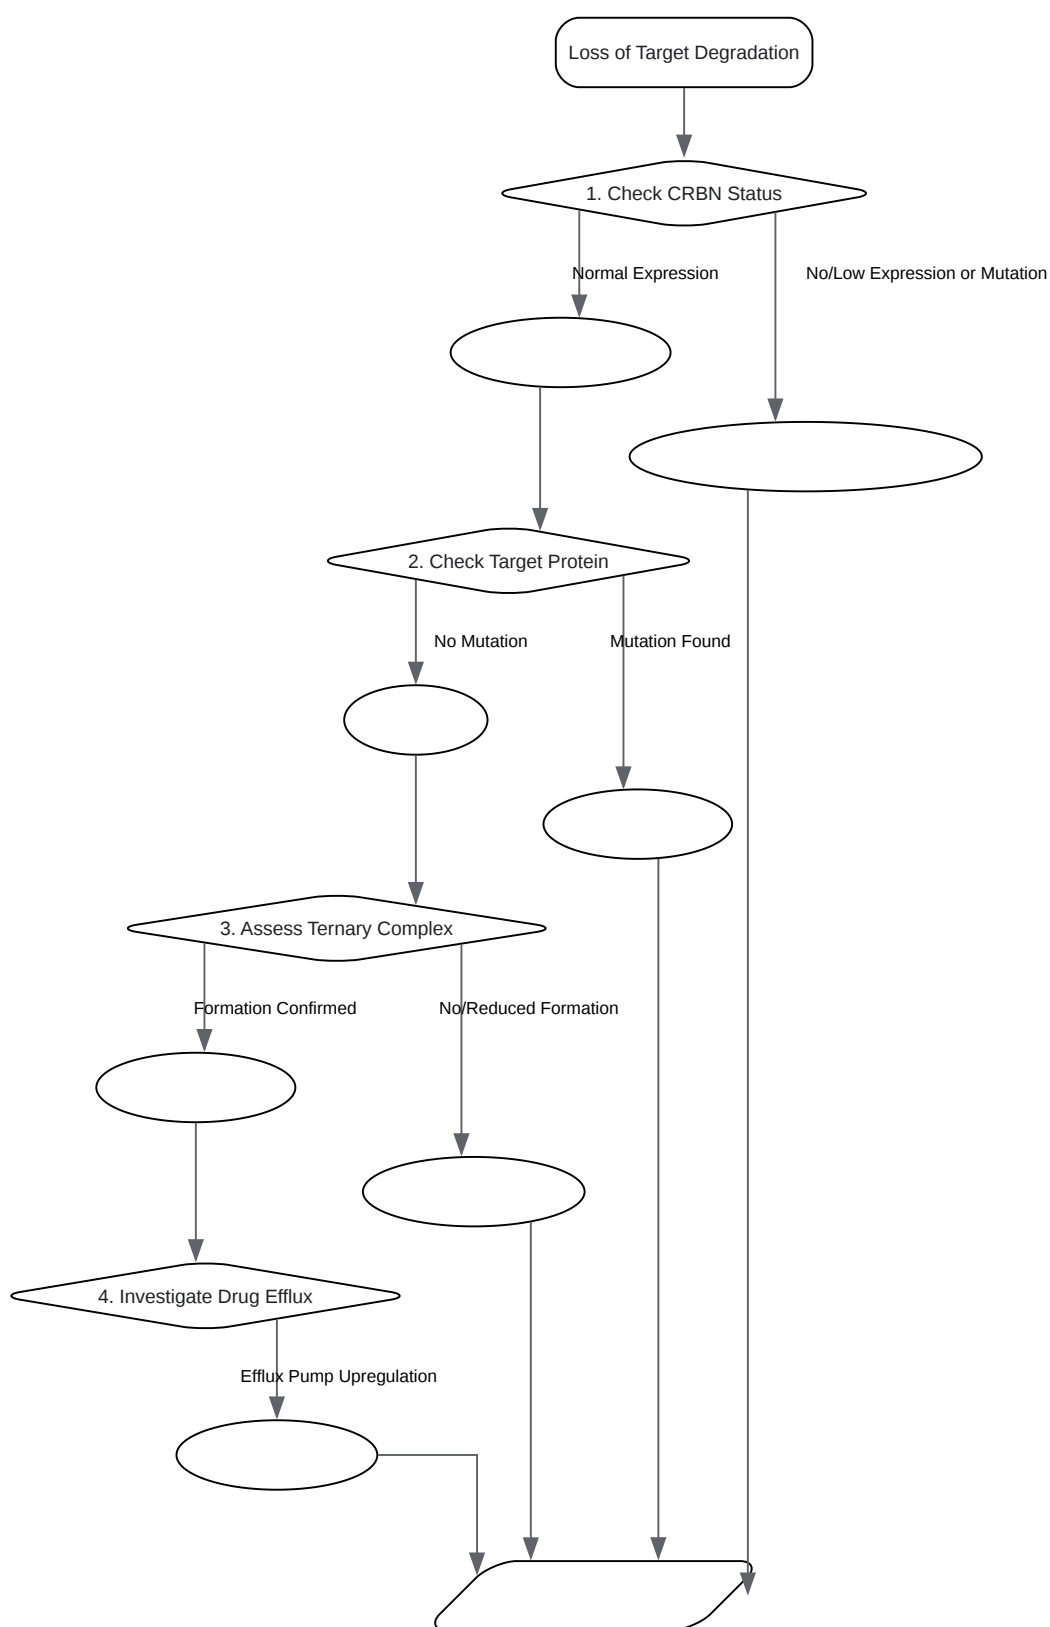 Loss of Target Degradation
1. Check CRBN Status
Normal Expression
No/Low Expression or Mutation
2. Check Target Protein
No Mutation
Mutation Found
3. Assess Ternary Complex
Formation Confirmed
No/Reduced Formation
4. Investigate Drug Efflux
Efflux Pump Upregulation